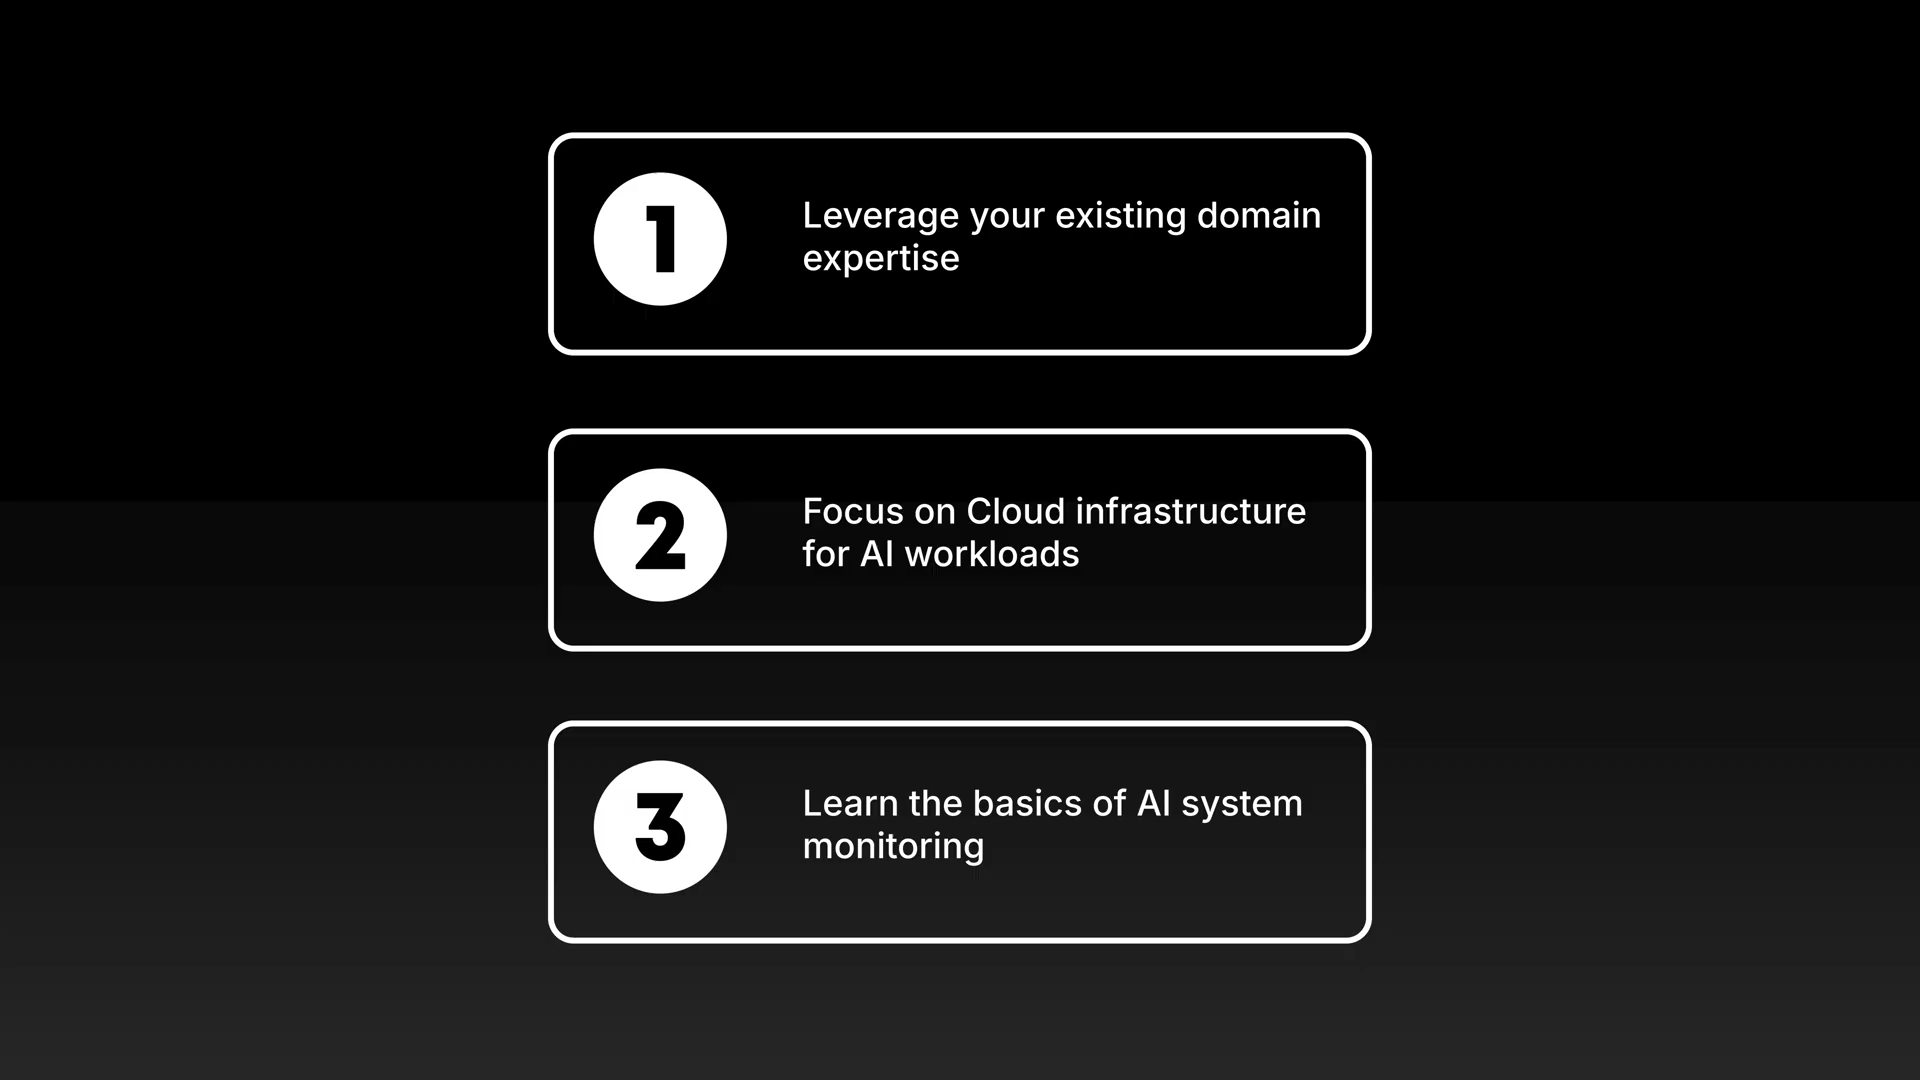 1
Leverage your existing domain
expertise
2
Focus on Cloud infrastructure
for AI workloads
3
Learn the basics of AI system
monitoring